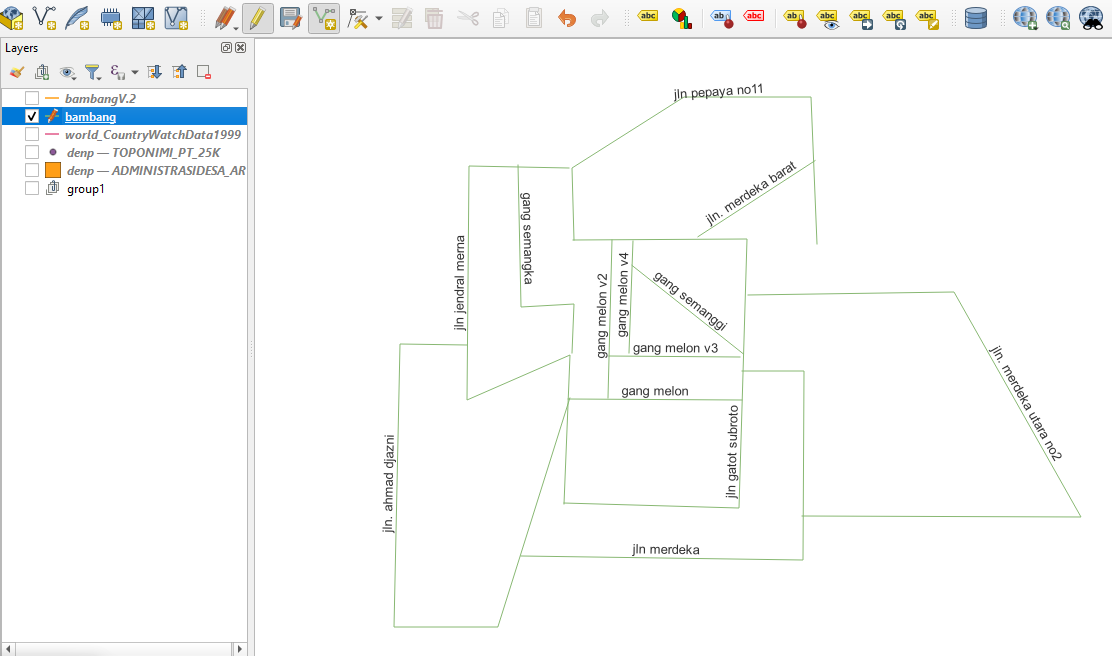 abc
abc
abc
abc
abc
abc
abc
abc
Layers
bambangV.2
bambang
world_CountryWatchData1999
denp — TOPONIMI_PT_25K
denp — ADMINISTRASIDESA_AR
group1
jln pepaya no11
jln. merdeka barat
gang semangka
jln jendral merna
gang melon v2
gang melon v4
gang semanggi
gang melon v3
gang melon
jln gatot subroto
jln. merdeka utara no2
jln. ahmad djazni
jln merdeka